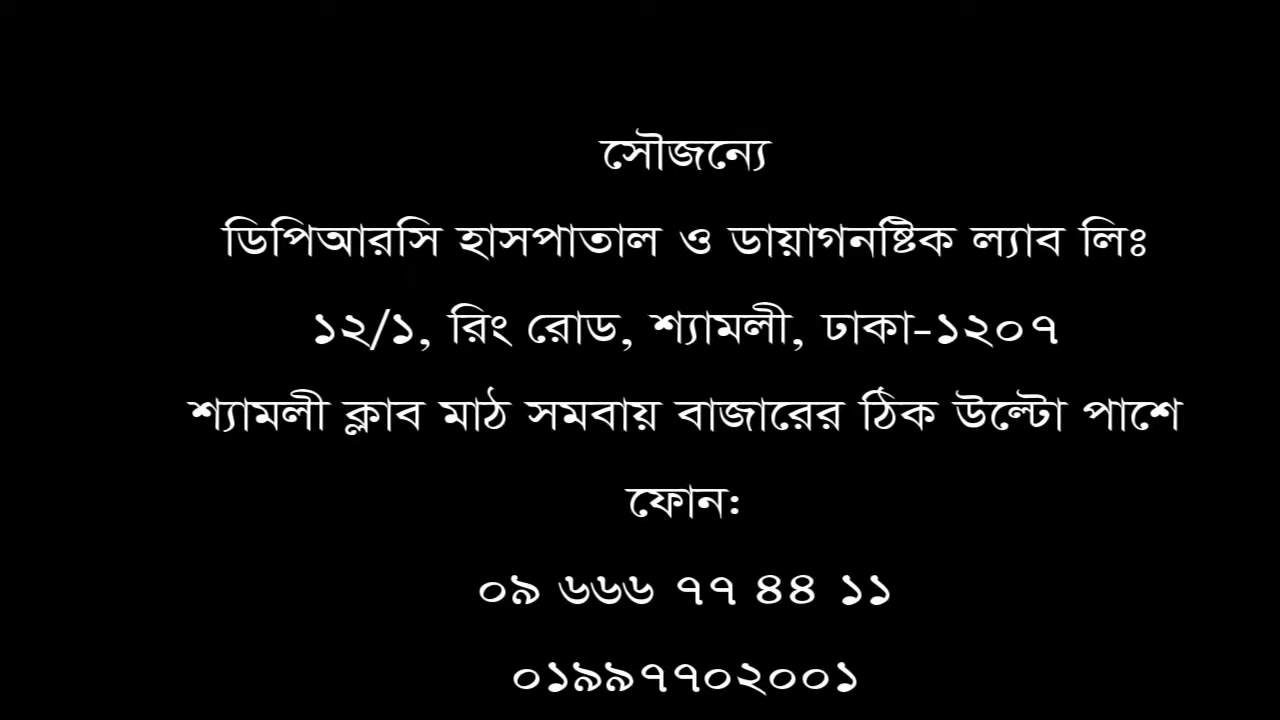 সৌজন্যে
ডিপিআরসি হাসপাতাল ও ডায়াগনষ্টিক ল্যাব লিঃ
১২/১, রিং রোড, শ্যামলী, ঢাকা-১২০৭
শ্যামলী ক্লাব মাঠ সমবায় বাজারের ঠিক উল্টো পাশে
ফোন:
০৯ ৬৬৬ ৭৭ ৪৪ ১১
০১৯৯৭৭০২০০১